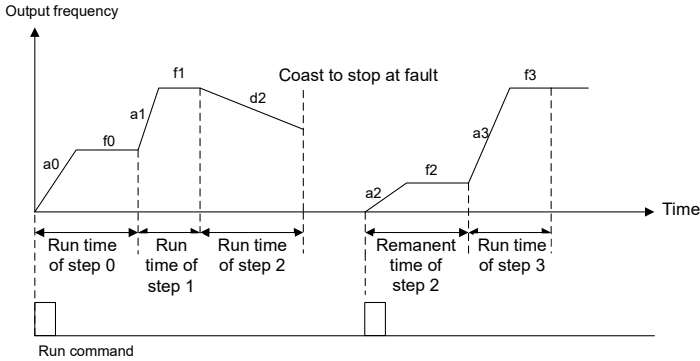 Output frequency
f1
Coast to stop at fault
f3
a1
d2
f0
a3
a0
f2
a2
Time
Run time
of step 0
Run
time of
step 1
Run time
of step 2
Remanent
time of
step 2
Run time
of step 3
Run command